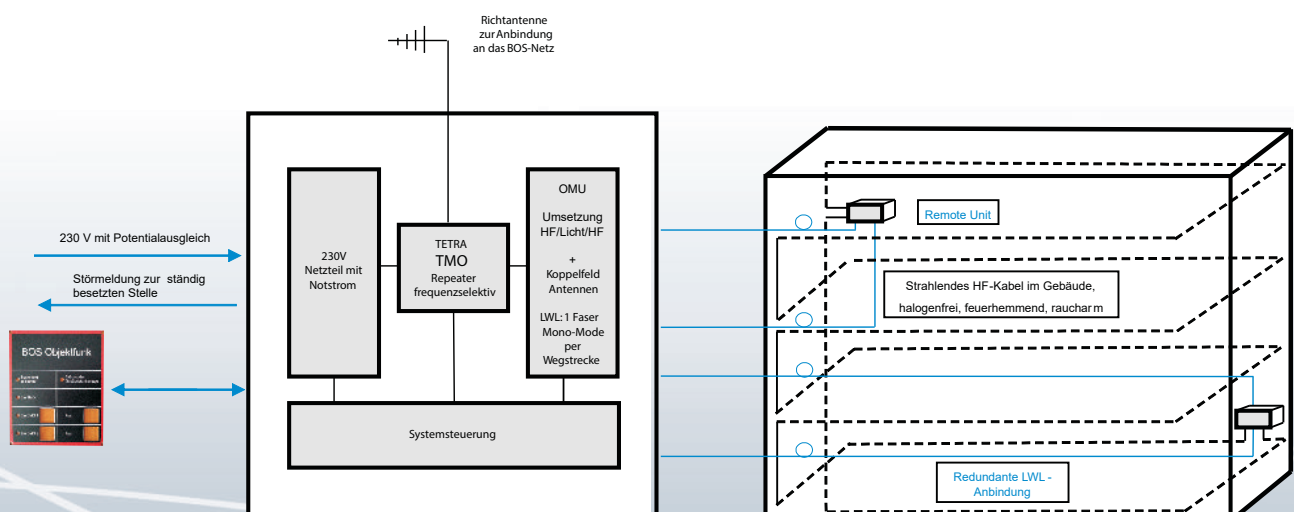 Richtantenne
zur Anbindung
an das BOS-Netz
230 V mit Potentialausgleich
Störmeldung zur ständig
besetzten Stelle
BOS Objektfunk
230V
Netzteil mit
Notstrom
TETRA
TMO
Repeater
frequenzselektiv
OMU
Umsetzung
HF/Licht/HF
+
Koppelfeld
Antennen
LWL: 1 Faser
Mono-Mode
per
Wegstrecke
Systemsteuerung
Remote Unit
Strahlendes HF-Kabel im Gebäude,
halogenfrei, feuerhemmend, raucharm
Redundante LWL -
Anbindung